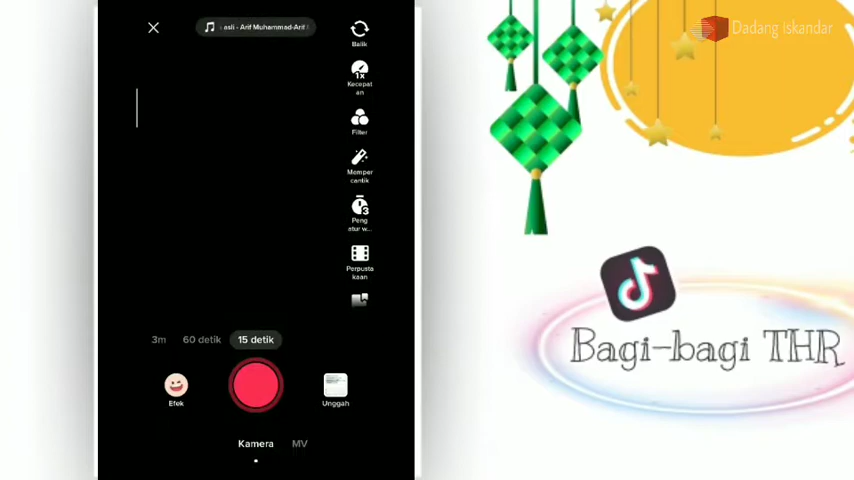 asli - Arif Muhammad-Arif
Balik
1x
Kecepat
an
Filter
Memper
cantik
3
Peng
atur w...
Perpusta
kaan
3m
60 detik
15 detik
Efek
Unggah
Kamera
MV
Dadang iskandar
Bagi-bagi THR